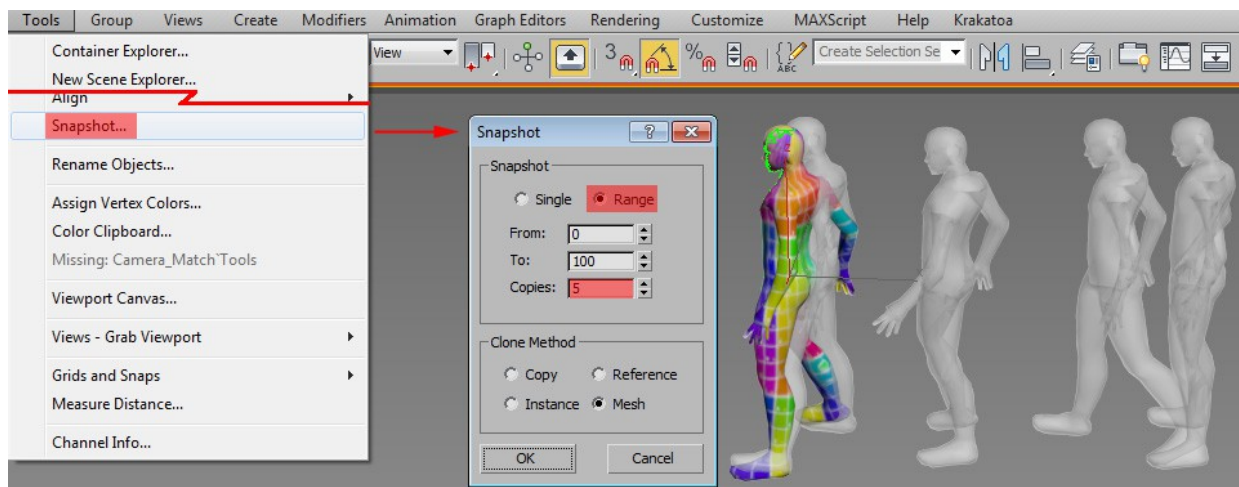 Tools Group Views Create Modifiers Animation Graph Editors Rendering Customize MAXScript Help Krakatoa
Container Explorer...
New Scene Explorer...
Align
Snapshot...
Rename Objects...
Assign Vertex Colors...
Color Clipboard...
Missing: Camera_Match`Tools
Viewport Canvas...
Views - Grab Viewport
Grids and Snaps
Measure Distance...
Channel Info...
View 3 % ABC Create Selection Se
Snapshot ?
Snapshot
Single Range
From: 0
To: 100
Copies: 5
Clone Method
Copy Reference
Instance Mesh
OK Cancel